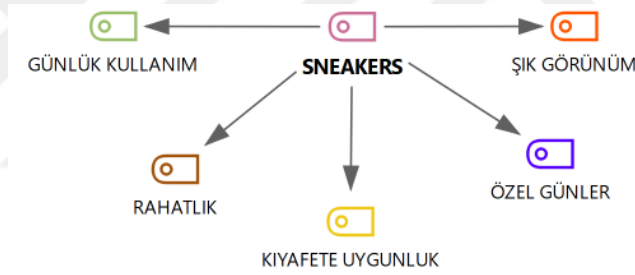 GÜNLÜK KULLANIM
SNEAKERS
ŞIK GÖRÜNÜM
RAHATLIK
ÖZEL GÜNLER
KIYAFETE UYGUNLUK